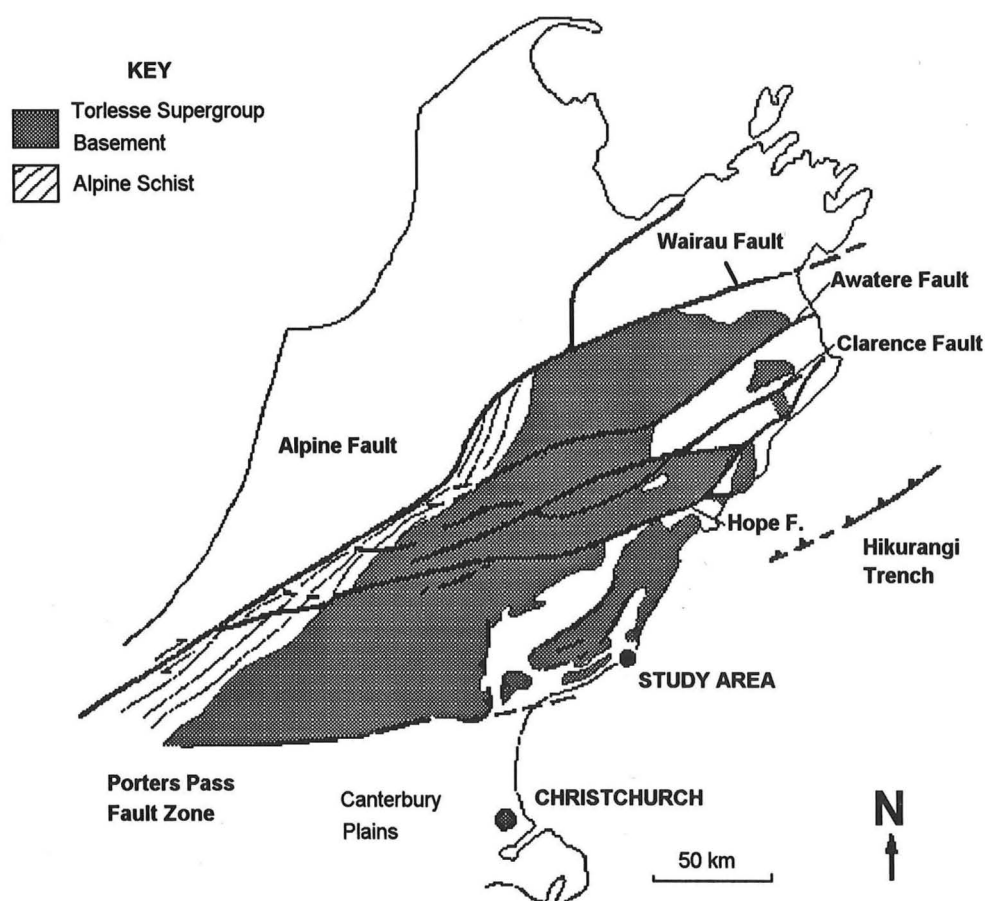 KEY
Torlesse Supergroup
Basement
Alpine Schist
Wairau Fault
Awatere Fault
Clarence Fault
Alpine Fault
Hope F.
Hikurangi
Trench
STUDY AREA
Porters Pass
Fault Zone
Canterbury
Plains
CHRISTCHURCH
N
50 km